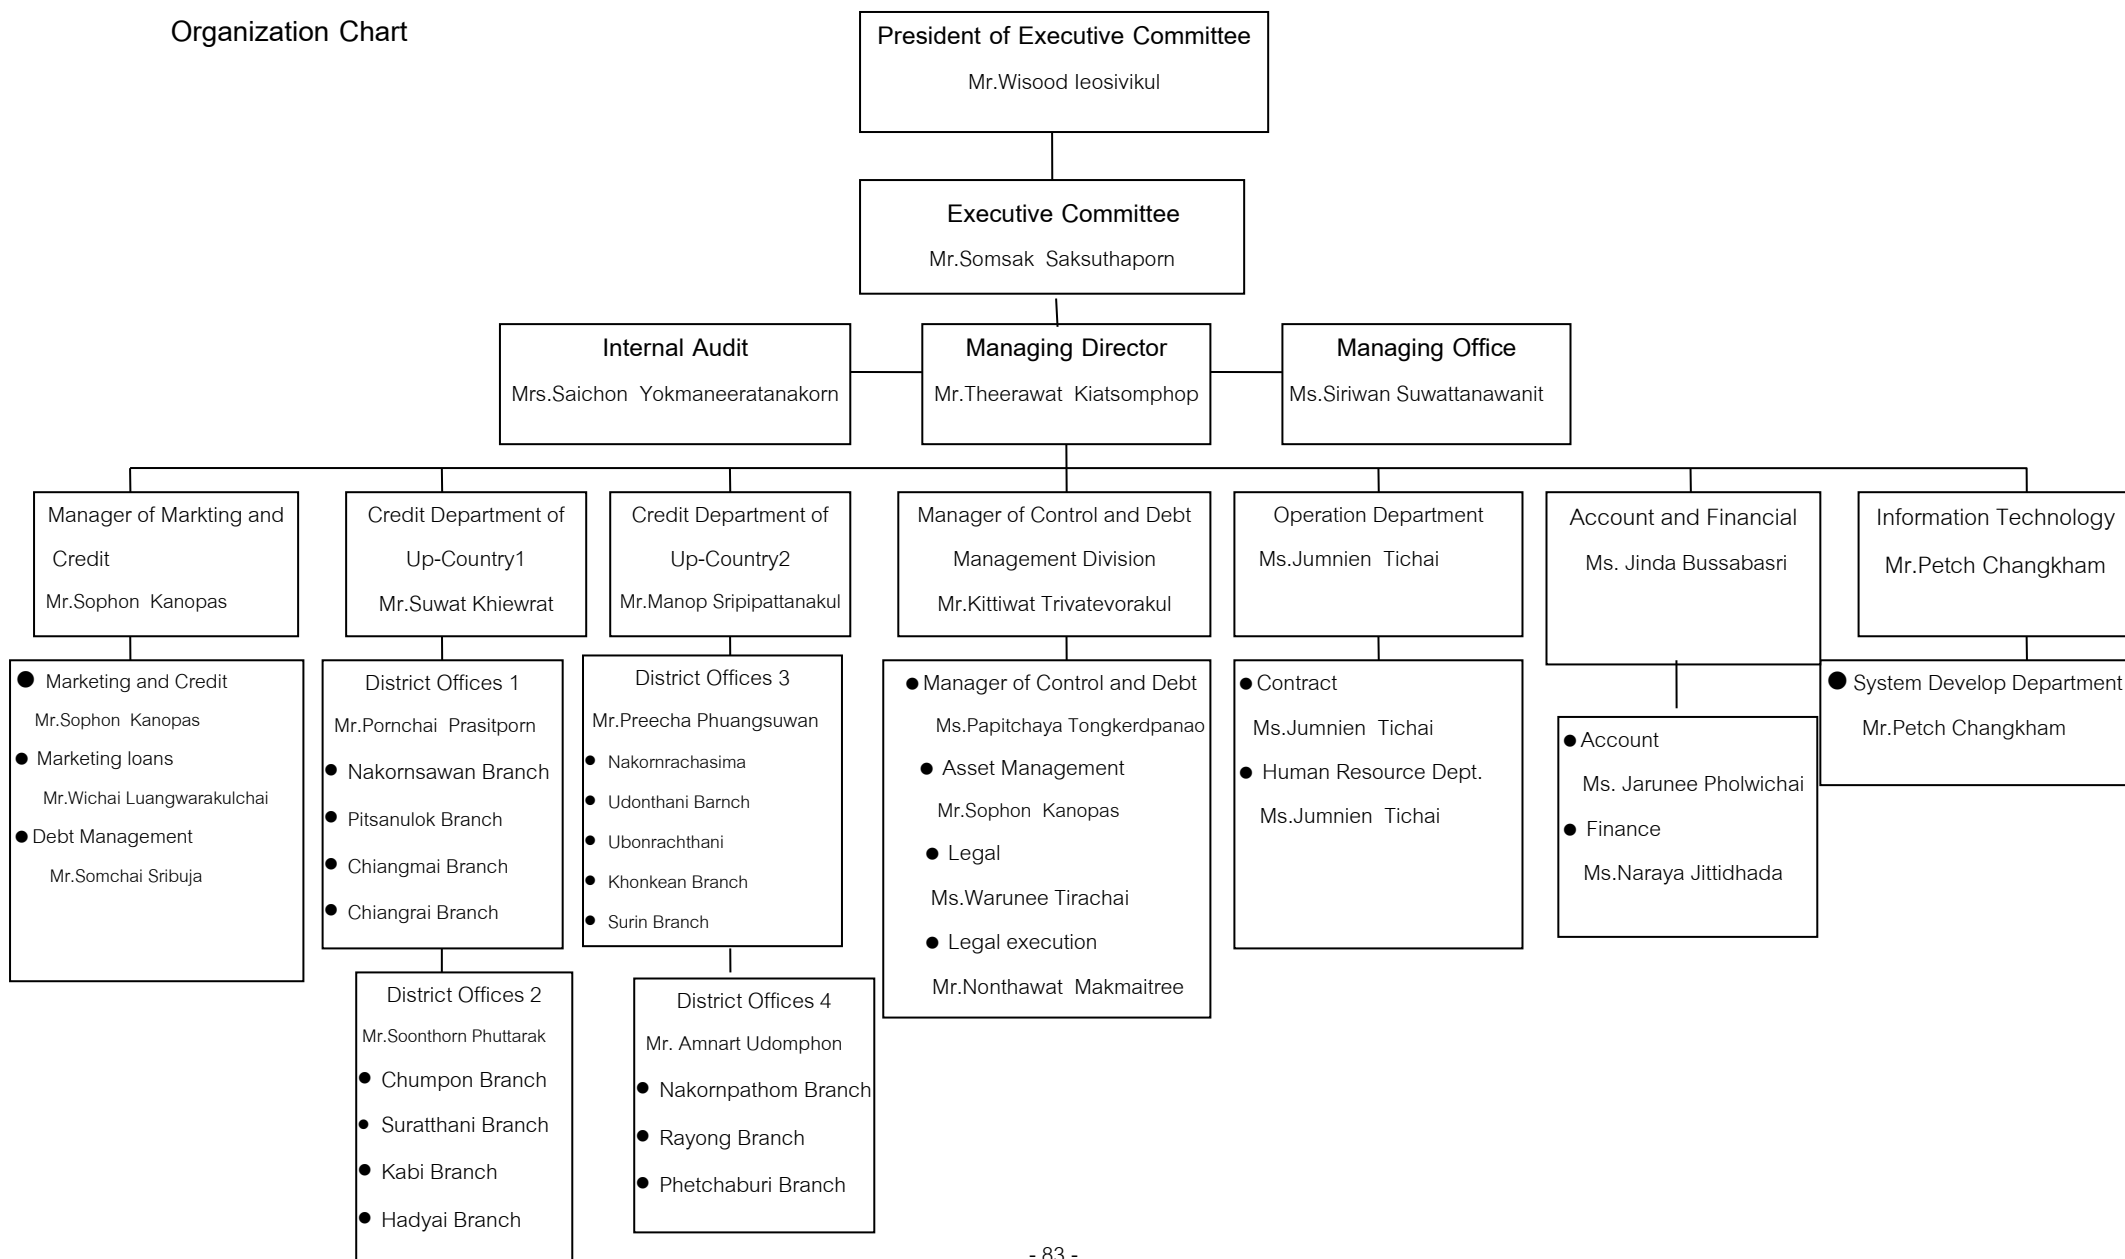 Organization Chart
President of Executive Committee
Mr.Wisood Ieosivikul
Executive Committee
Mr.Somsak Saksuthaporn
Internal Audit
Mrs.Saichon Yokmaneeratanakorn
Managing Director
Mr.Theerawat Kiatsomphop
Managing Office
Ms.Siriwan Suwattanawanit
Manager of Markting and
Credit
Mr.Sophon Kanopas
Credit Department of
Up-Country1
Mr.Suwat Khiewrat
Credit Department of
Up-Country2
Mr.Manop Sripipattanakul
Manager of Control and Debt
Management Division
Mr.Kittiwat Trivatevorakul
Operation Department
Ms.Jumnien Tichai
Account and Financial
Ms. Jinda Bussabasri
Information Technology
Mr.Petch Changkham
● Marketing and Credit
Mr.Sophon Kanopas
● Marketing loans
Mr.Wichai Luangwarakulchai
● Debt Management
Mr.Somchai Sribuja
District Offices 1
Mr.Pornchai Prasitporn
● Nakornsawan Branch
● Pitsanulok Branch
● Chiangmai Branch
● Chiangrai Branch
District Offices 2
Mr.Soonthorn Phuttarak
● Chumpon Branch
● Suratthani Branch
● Kabi Branch
● Hadyai Branch
District Offices 3
Mr.Preecha Phuangsuwan
● Nakornrachasima
● Udonthani Barnch
● Ubonrachthani
● Khonkean Branch
● Surin Branch
District Offices 4
Mr. Amnart Udomphon
● Nakornpathom Branch
● Rayong Branch
● Phetchaburi Branch
● Manager of Control and Debt
Ms.Papitchaya Tongkerdpanao
● Asset Management
Mr.Sophon Kanopas
● Legal
Ms.Warunee Tirachai
● Legal execution
Mr.Nonthawat Makmaitree
● Contract
Ms.Jumnien Tichai
● Human Resource Dept.
Ms.Jumnien Tichai
● Account
Ms. Jarunee Pholwichai
● Finance
Ms.Naraya Jittidhada
● System Develop Department
Mr.Petch Changkham
- 83 -